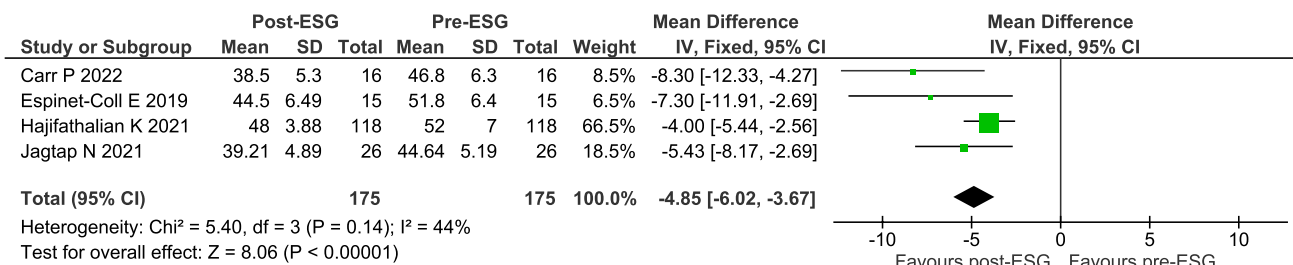 Post-ESG Pre-ESG Mean Difference Mean Difference
Study or Subgroup Mean SD Total Mean SD Total Weight IV, Fixed, 95% CI IV, Fixed, 95% CI
Carr P 2022 38.5 5.3 16 46.8 6.3 16 8.5% -8.30 [-12.33, -4.27]
Espinet-Coll E 2019 44.5 6.49 15 51.8 6.4 15 6.5% -7.30 [-11.91, -2.69]
Hajifathalian K 2021 48 3.88 118 52 7 118 66.5% -4.00 [-5.44, -2.56]
Jagtap N 2021 39.21 4.89 26 44.64 5.19 26 18.5% -5.43 [-8.17, -2.69]
Total (95% CI) 175 175 100.0% -4.85 [-6.02, -3.67]
Heterogeneity: Chi² = 5.40, df = 3 (P = 0.14); I² = 44%
Test for overall effect: Z = 8.06 (P < 0.00001)
-10 -5 0 5 10
Favours post-ESG Favours pre-ESG